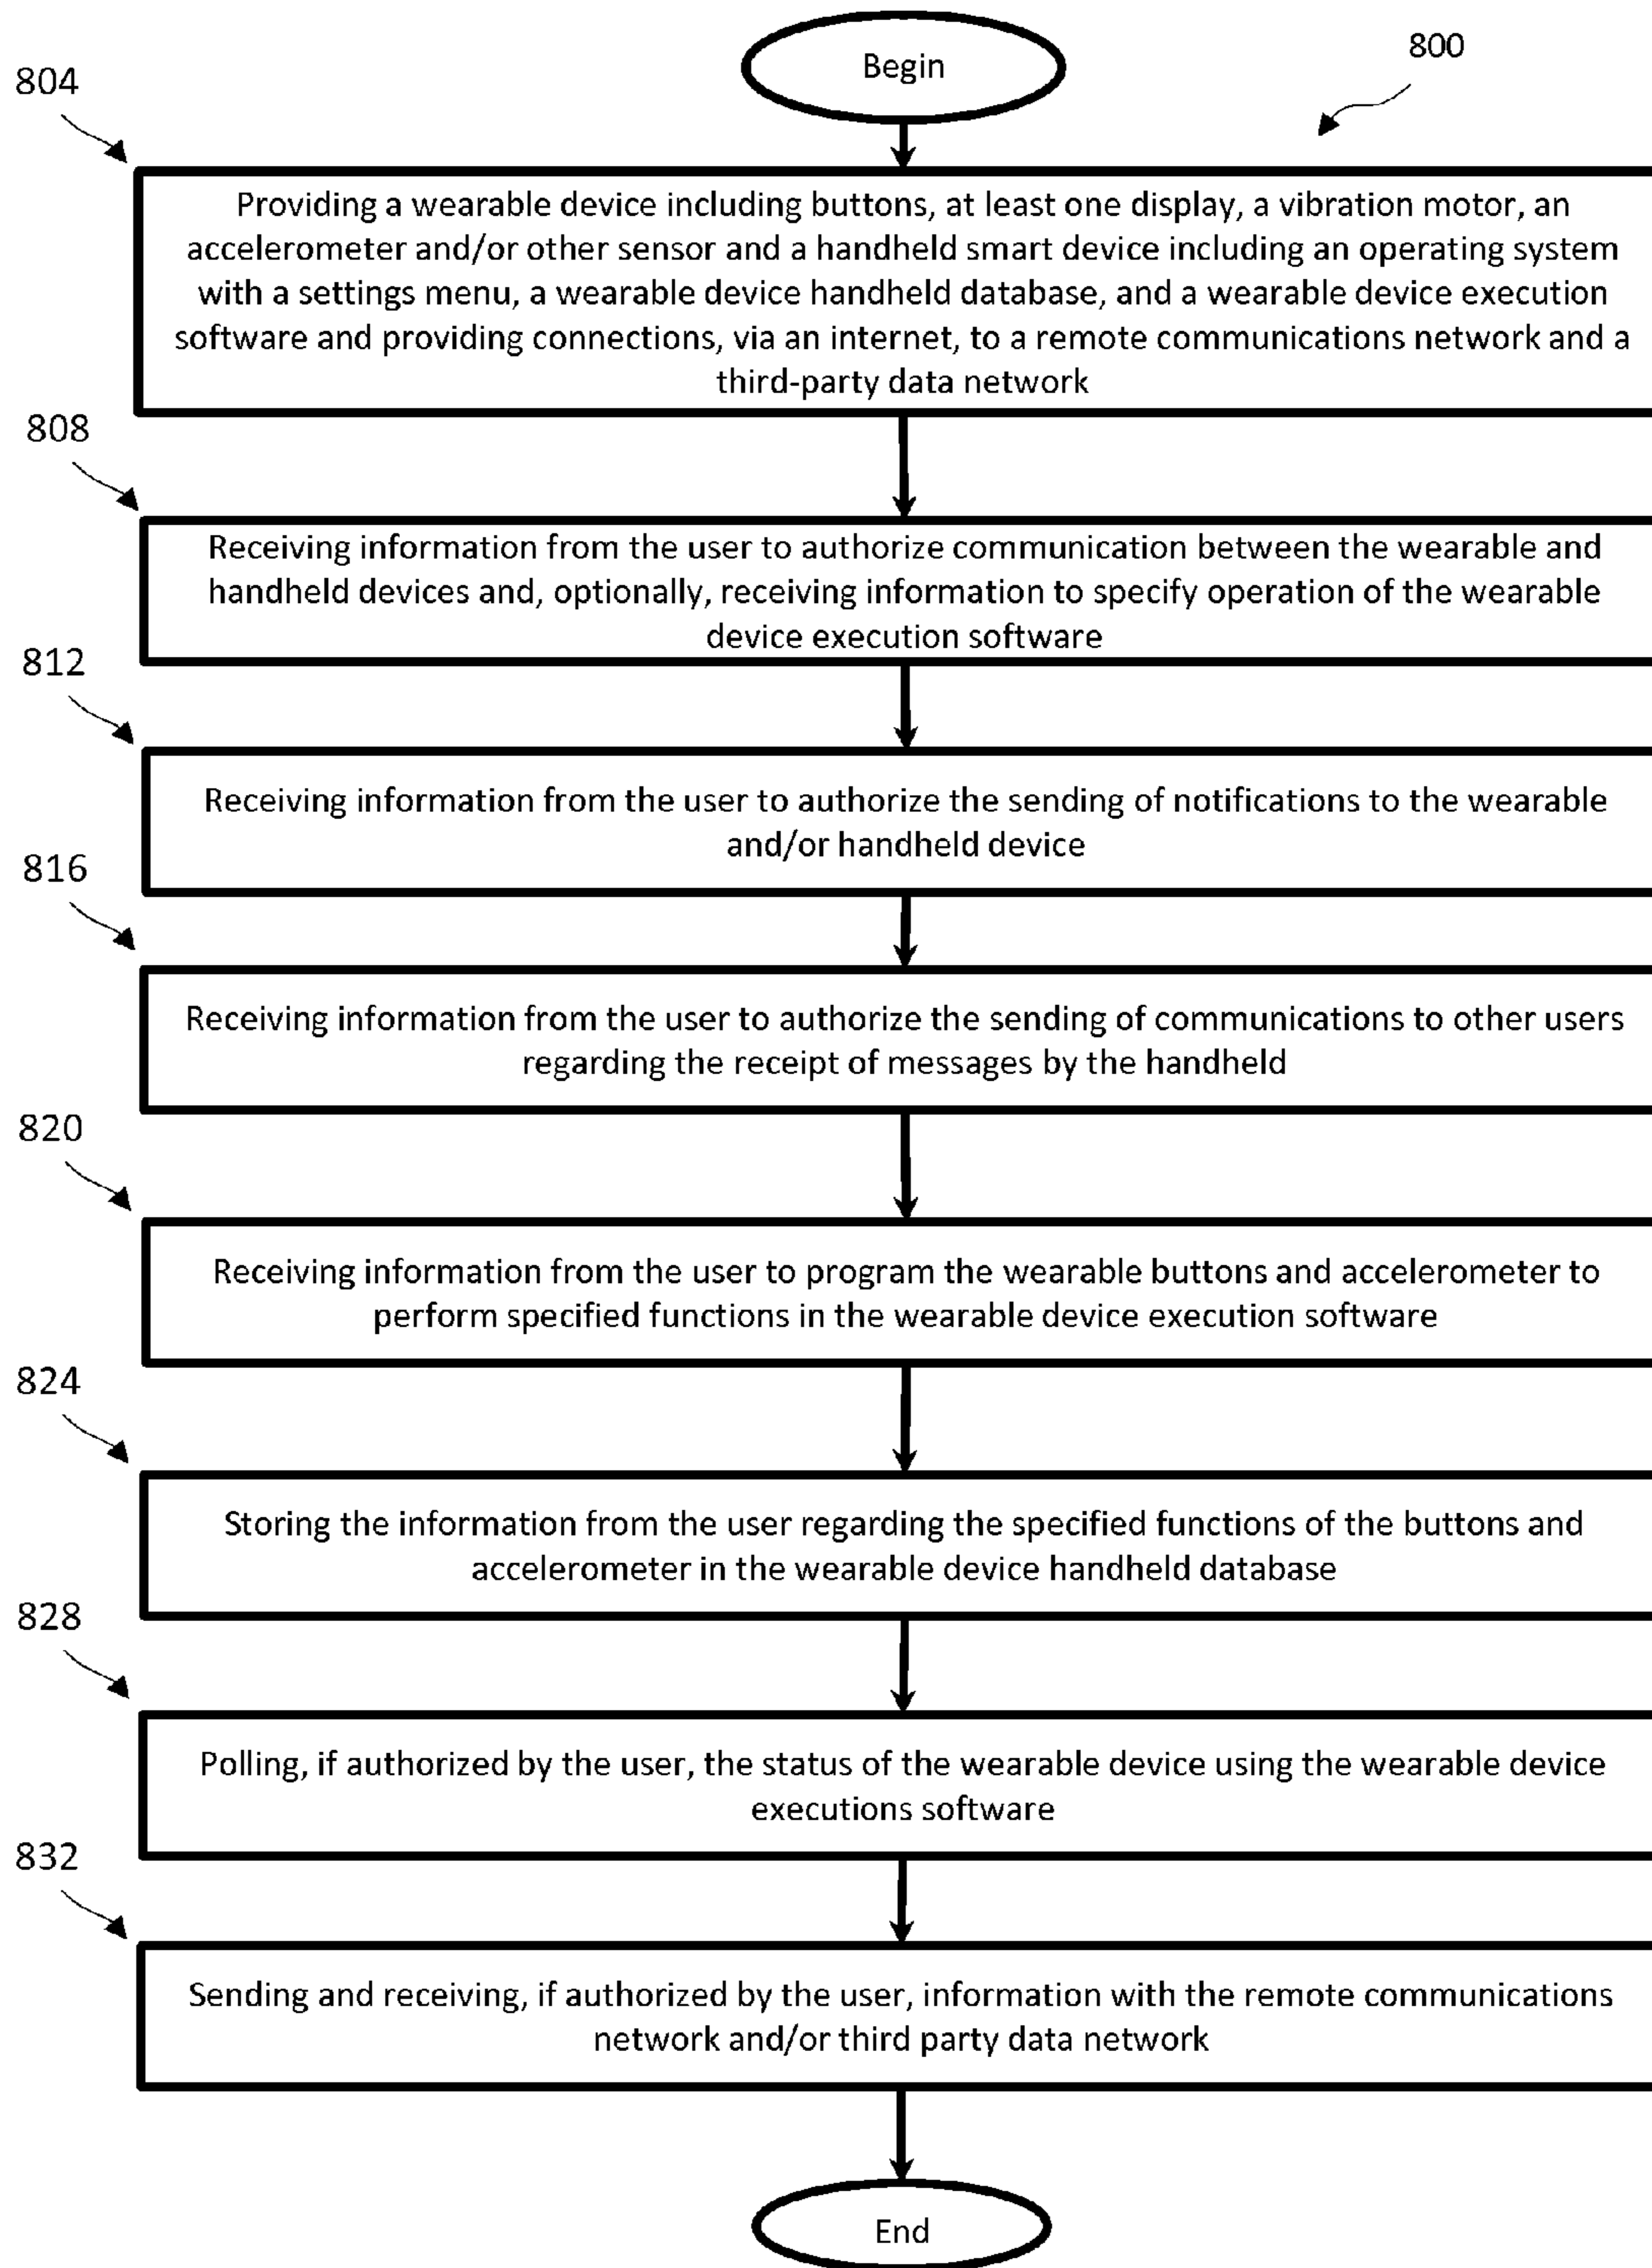 Begin
800
804
Providing a wearable device including buttons, at least one display, a vibration motor, an
accelerometer and/or other sensor and a handheld smart device including an operating system
with a settings menu, a wearable device handheld database, and a wearable device execution
software and providing connections, via an internet, to a remote communications network and a
third-party data network
808
Receiving information from the user to authorize communication between the wearable and
handheld devices and, optionally, receiving information to specify operation of the wearable
device execution software
812
Receiving information from the user to authorize the sending of notifications to the wearable
and/or handheld device
816
Receiving information from the user to authorize the sending of communications to other users
regarding the receipt of messages by the handheld
820
Receiving information from the user to program the wearable buttons and accelerometer to
perform specified functions in the wearable device execution software
824
Storing the information from the user regarding the specified functions of the buttons and
accelerometer in the wearable device handheld database
828
Polling, if authorized by the user, the status of the wearable device using the wearable device
executions software
832
Sending and receiving, if authorized by the user, information with the remote communications
network and/or third party data network
End